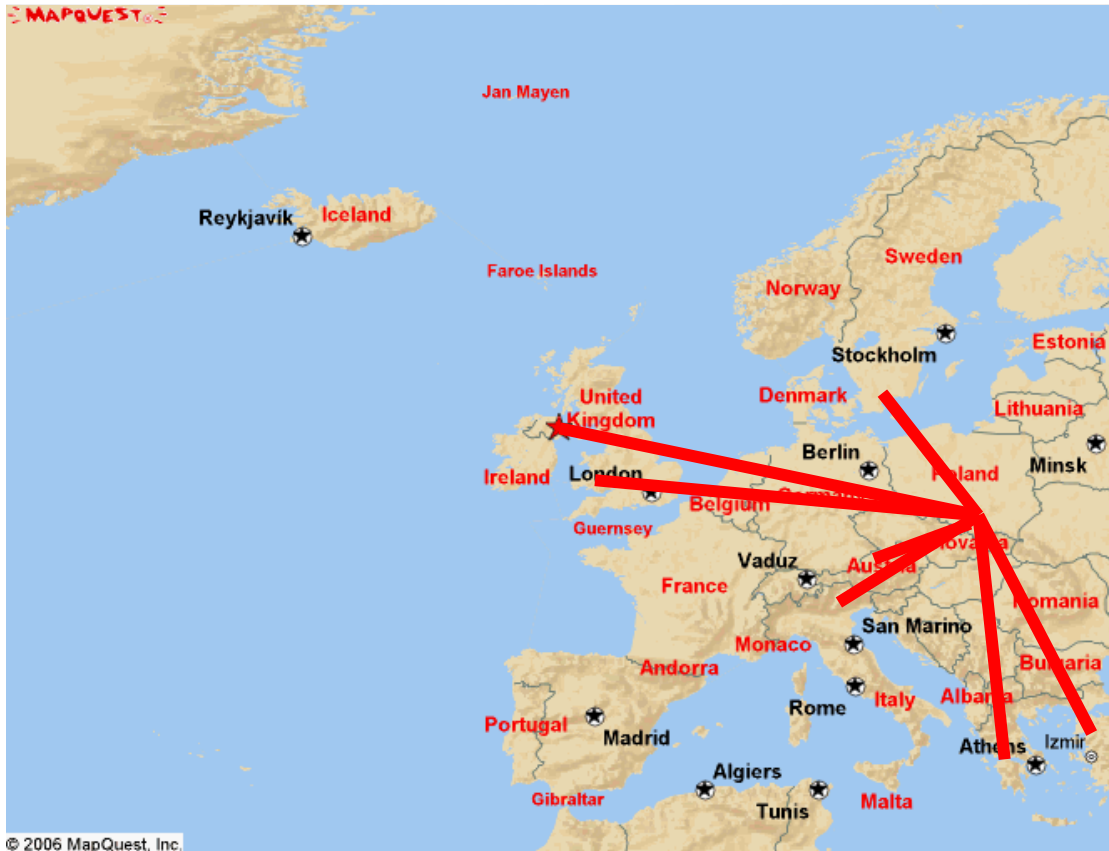 MAPQUEST
Jan Mayen
Reykjavík
Iceland
Faroe Islands
Sweden
Norway
Stockholm
Estonia
Denmark
United
Kingdom
Lithuania
Berlin
Minsk
Ireland
London
Poland
Belgium
Germany
Guernsey
Slovakia
Vaduz
Austria
France
Romania
San Marino
Monaco
Andorra
Bulgaria
Albania
Italy
Rome
Portugal
Madrid
Athens
Izmir
Algiers
Gibraltar
Tunis
Malta
© 2006 MapQuest, Inc.